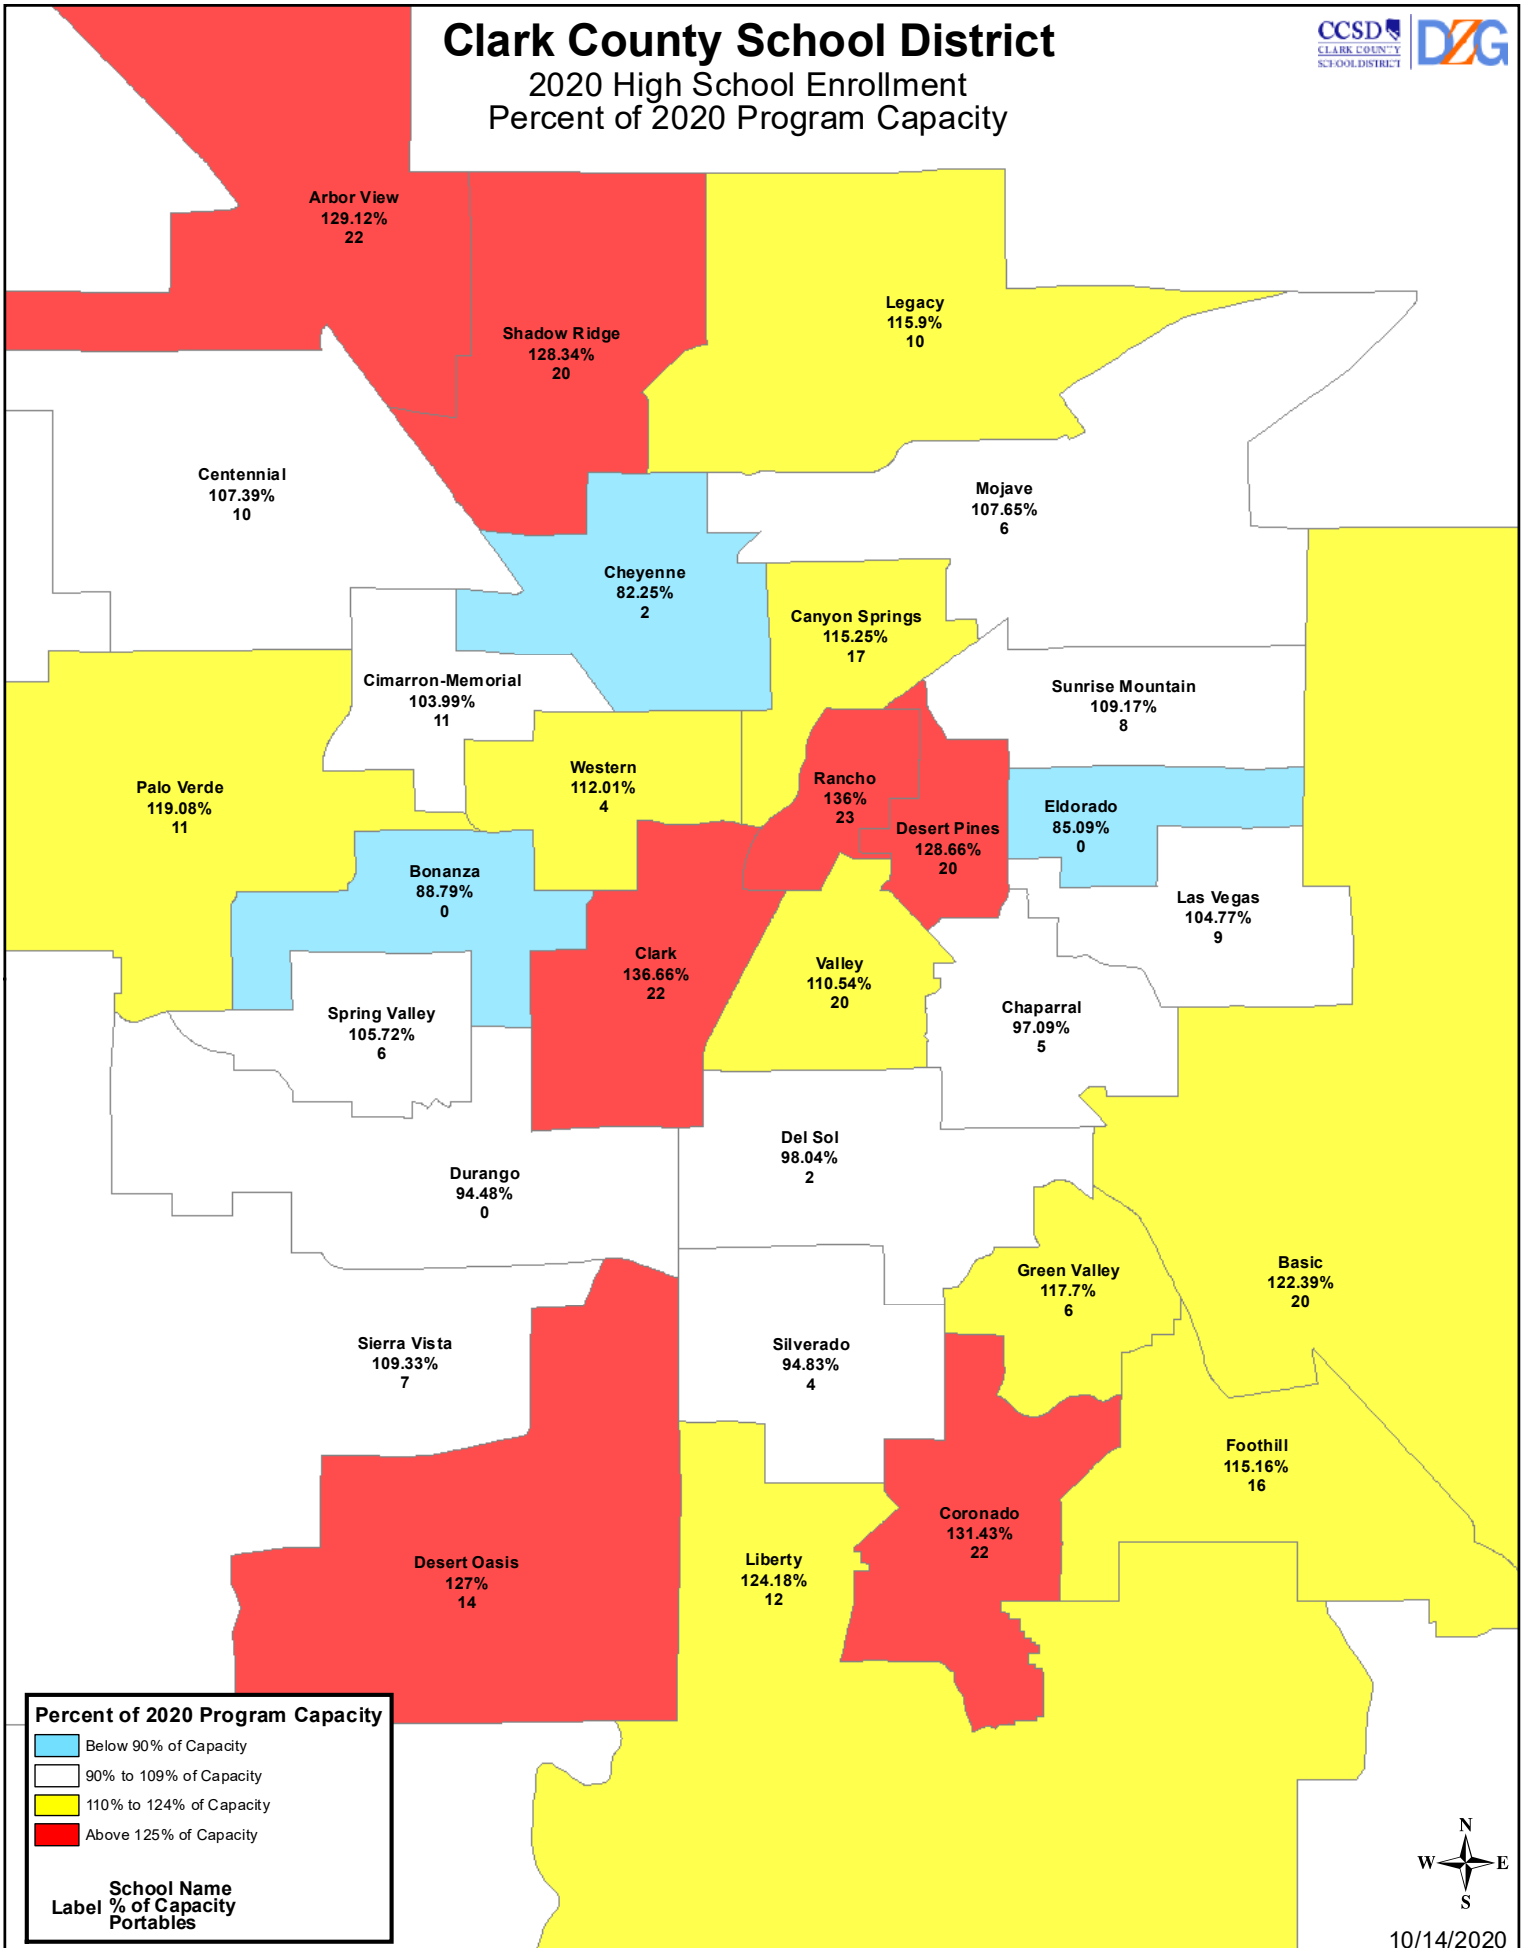 Clark County School District
2020 High School Enrollment
Percent of 2020 Program Capacity
CCSD
CLARK COUNTY
SCHOOL DISTRICT
DZG
Arbor View
129.12%
22
Shadow Ridge
128.34%
20
Legacy
115.9%
10
Centennial
107.39%
10
Mojave
107.65%
6
Cheyenne
82.25%
2
Canyon Springs
115.25%
17
Cimarron-Memorial
103.99%
11
Sunrise Mountain
109.17%
8
Palo Verde
119.08%
11
Western
112.01%
4
Rancho
136%
23
Desert Pines
128.66%
20
Eldorado
85.09%
0
Bonanza
88.79%
0
Las Vegas
104.77%
9
Clark
136.66%
22
Valley
110.54%
20
Spring Valley
105.72%
6
Chaparral
97.09%
5
Del Sol
98.04%
2
Durango
94.48%
0
Green Valley
117.7%
6
Basic
122.39%
20
Sierra Vista
109.33%
7
Silverado
94.83%
4
Foothill
115.16%
16
Coronado
131.43%
22
Desert Oasis
127%
14
Liberty
124.18%
12
Percent of 2020 Program Capacity
Below 90% of Capacity
90% to 109% of Capacity
110% to 124% of Capacity
Above 125% of Capacity
School Name
Label % of Capacity
Portables
N
W E
S
10/14/2020